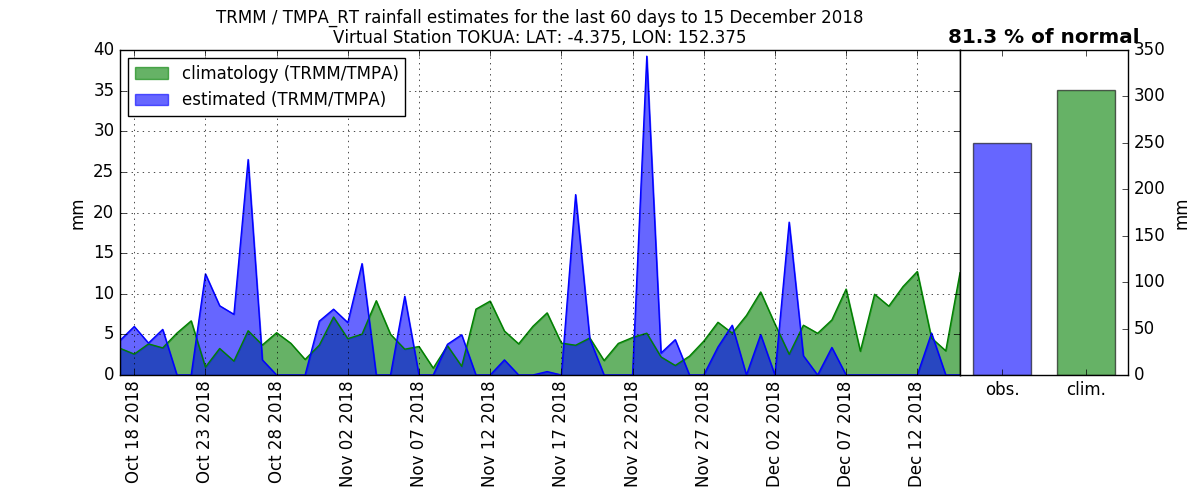 TRMM / TMPA_RT rainfall estimates for the last 60 days to 15 December 2018
Virtual Station TOKUA: LAT: -4.375, LON: 152.375
81.3 % of normal
climatology (TRMM/TMPA)
estimated (TRMM/TMPA)
40
35
30
25
20
15
10
5
0
mm
Oct 18 2018
Oct 23 2018
Oct 28 2018
Nov 02 2018
Nov 07 2018
Nov 12 2018
Nov 17 2018
Nov 22 2018
Nov 27 2018
Dec 02 2018
Dec 07 2018
Dec 12 2018
obs.
clim.
350
300
250
200
150
100
50
0
mm